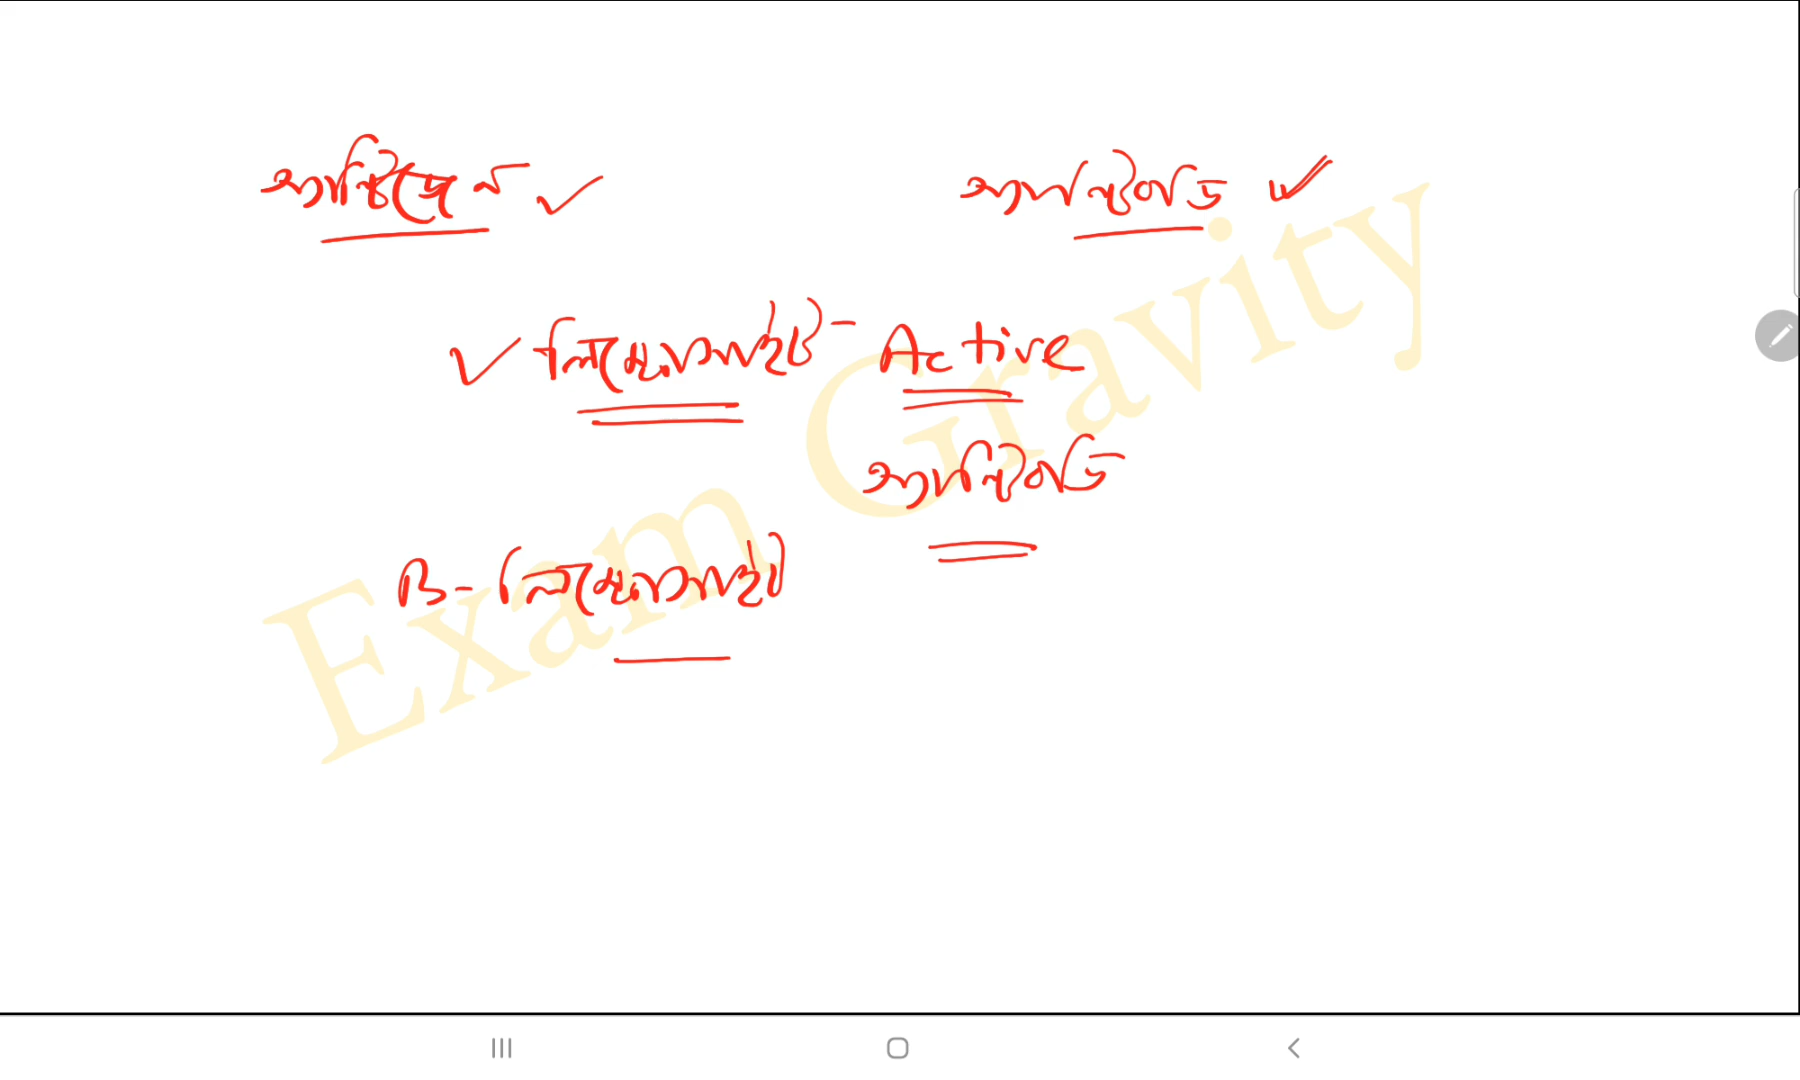 অ্যান্টিজেন অ্যান্টিবডি
লিম্ফোসাইট - Active
অ্যান্টিবডি
B - লিম্ফোসাইট
Exam Gravity